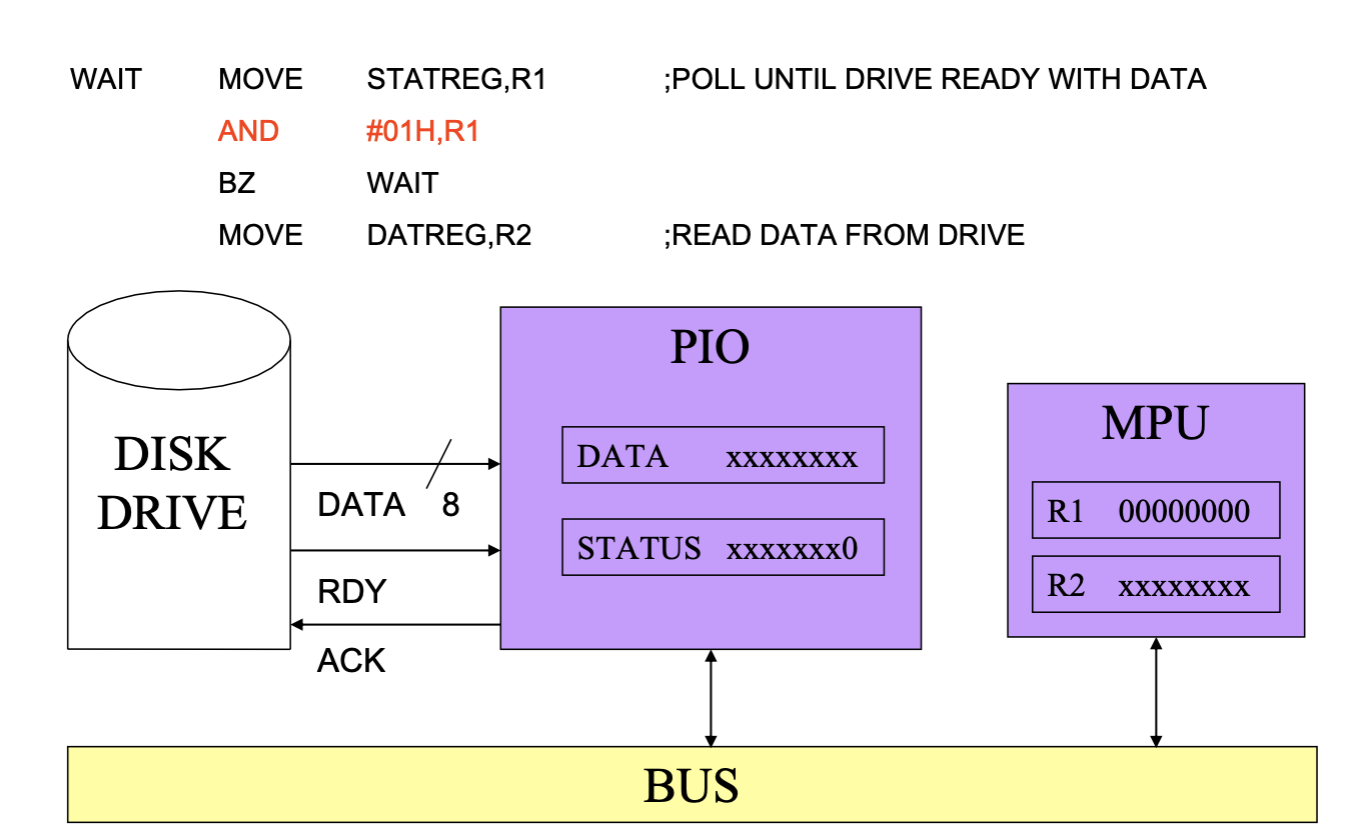 WAIT MOVE STATREG,R1 ;POLL UNTIL DRIVE READY WITH DATA
AND #01H,R1
BZ WAIT
MOVE DATREG,R2 ;READ DATA FROM DRIVE
DISK
DRIVE
DATA 8
RDY
ACK
PIO
DATA xxxxxxxx
STATUS xxxxxxx0
MPU
R1 00000000
R2 xxxxxxxx
BUS